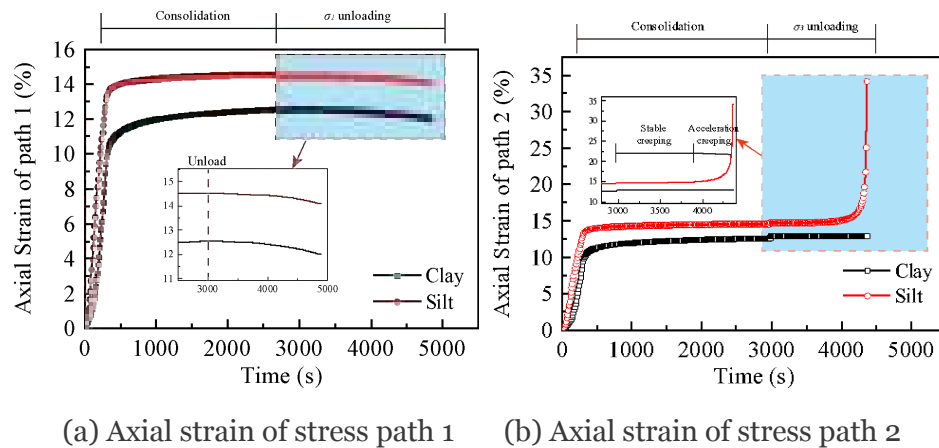 Consolidation
σ₁ unloading
Axial Strain of path 1 (%)
16
14
12
10
8
6
4
2
0
0 1000 2000 3000 4000 5000
Time (s)
Unload
15
14
13
12
11
3000 4000 5000
Clay
Silt
(a) Axial strain of stress path 1
Consolidation
σ₃ unloading
Axial Strain of path 2 (%)
35
30
25
20
15
10
5
0
0 1000 2000 3000 4000 5000
Time (s)
35
30
25
20
15
10
Stable
creeping
Acceleration
creeping
3000 4000
Clay
Silt
(b) Axial strain of stress path 2